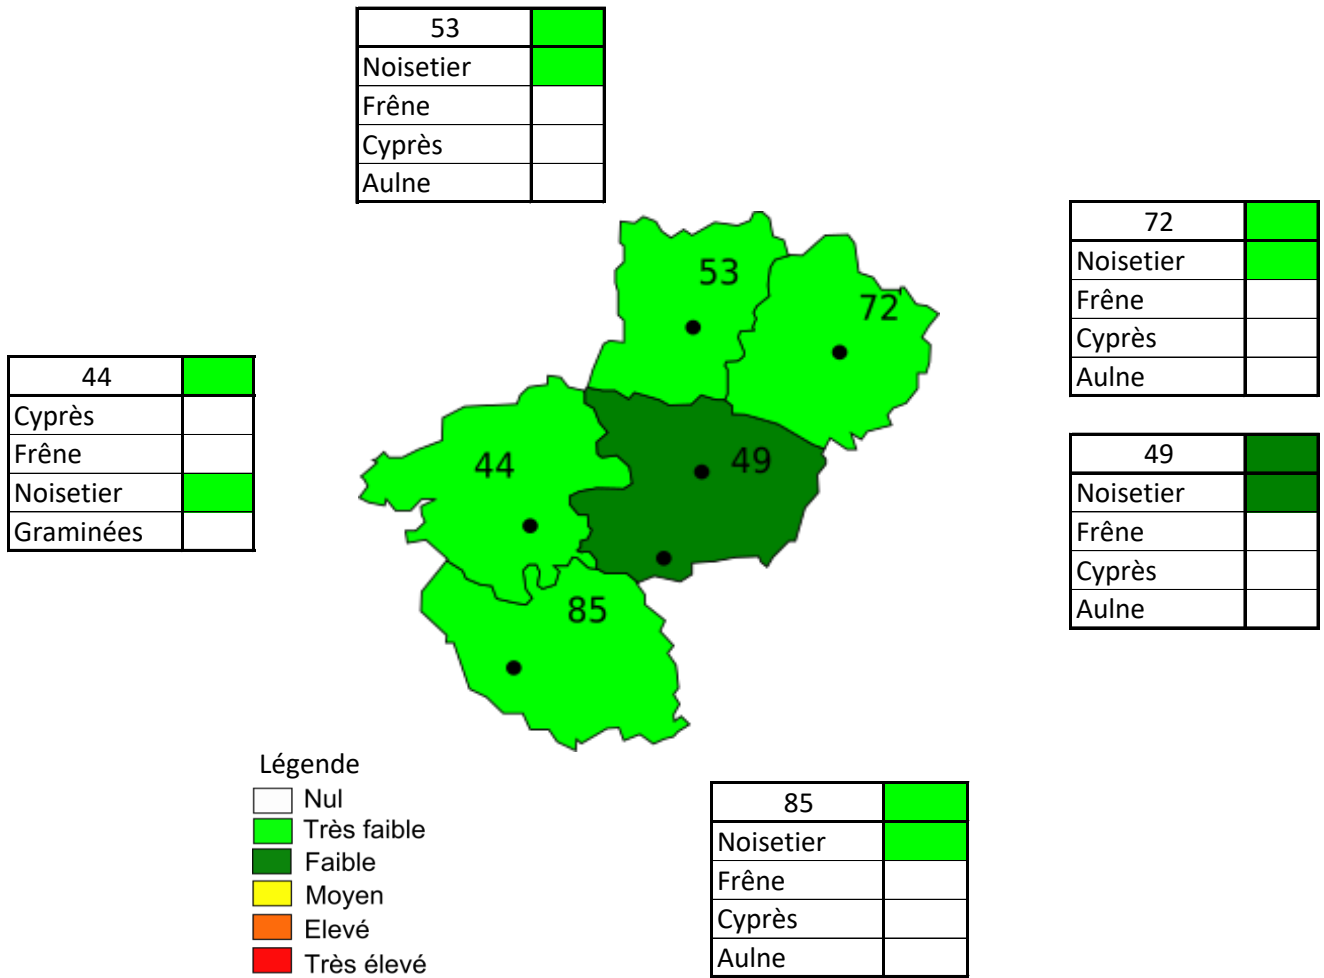 53
Noisetier
Frêne
Cyprès
Aulne
72
Noisetier
Frêne
Cyprès
Aulne
53
72
44
Cyprès
Frêne
Noisetier
Graminées
44
49
85
49
Noisetier
Frêne
Cyprès
Aulne
Légende
Nul
Très faible
Faible
Moyen
Elevé
Très élevé
85
Noisetier
Frêne
Cyprès
Aulne